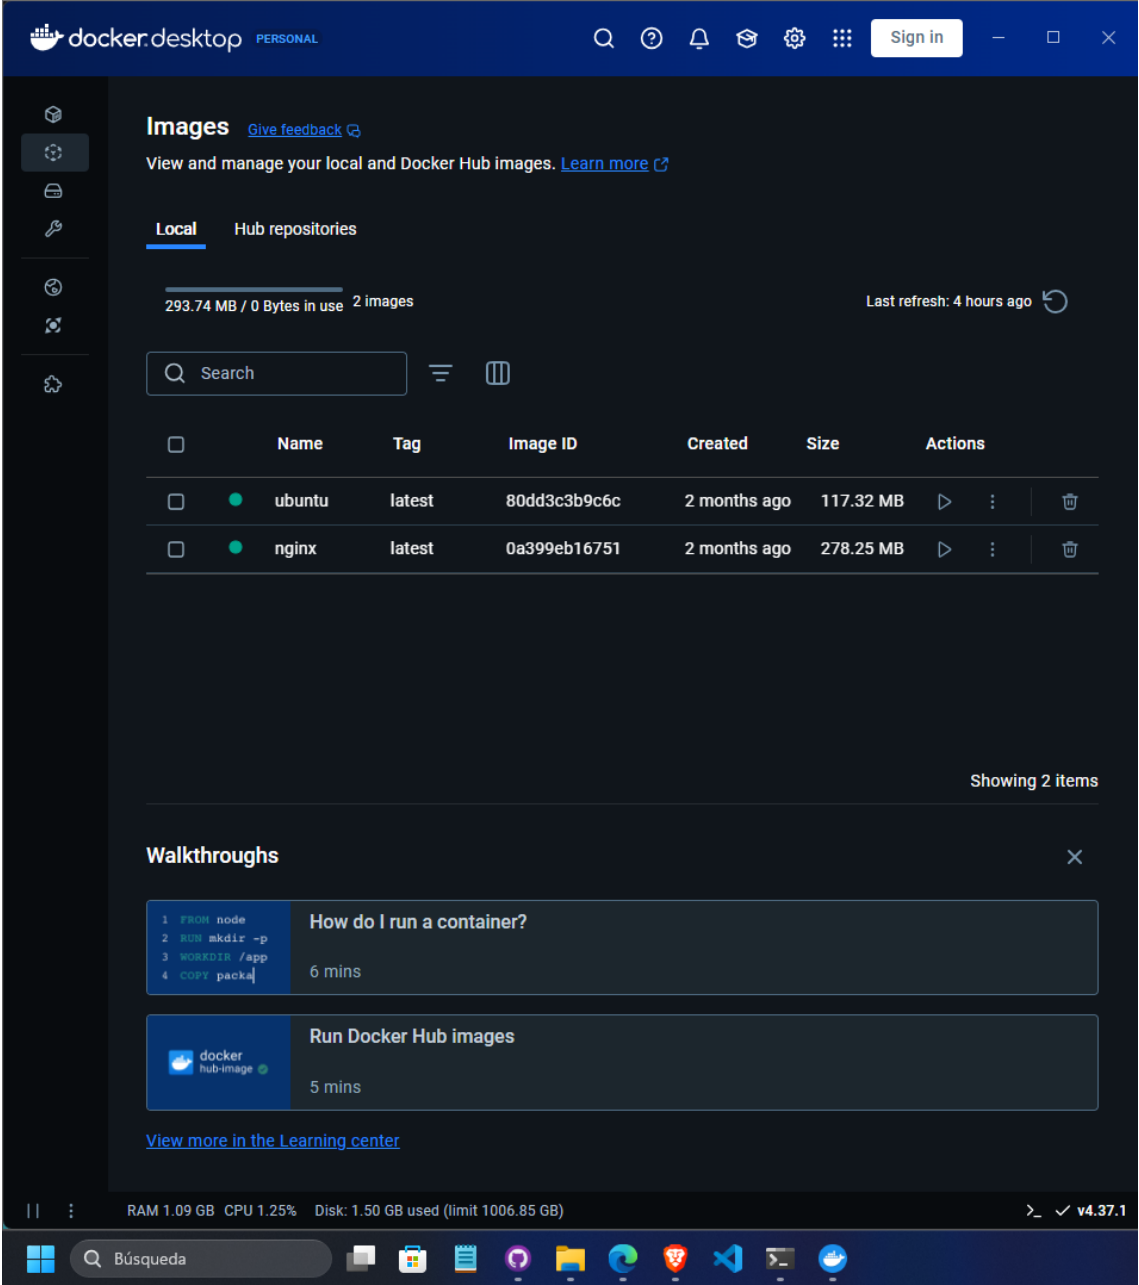 docker.desktop PERSONAL Sign in
Images Give feedback
View and manage your local and Docker Hub images. Learn more
Local Hub repositories
293.74 MB / 0 Bytes in use 2 images Last refresh: 4 hours ago
Search
Name Tag Image ID Created Size Actions
ubuntu latest 80dd3c3b9c6c 2 months ago 117.32 MB
nginx latest 0a399eb16751 2 months ago 278.25 MB
Showing 2 items
Walkthroughs
1 FROM node
2 RUN mkdir -p
3 WORKDIR /app
4 COPY packa
How do I run a container?
6 mins
docker
hub-image
Run Docker Hub images
5 mins
View more in the Learning center
RAM 1.09 GB CPU 1.25% Disk: 1.50 GB used (limit 1006.85 GB) v4.37.1
Búsqueda